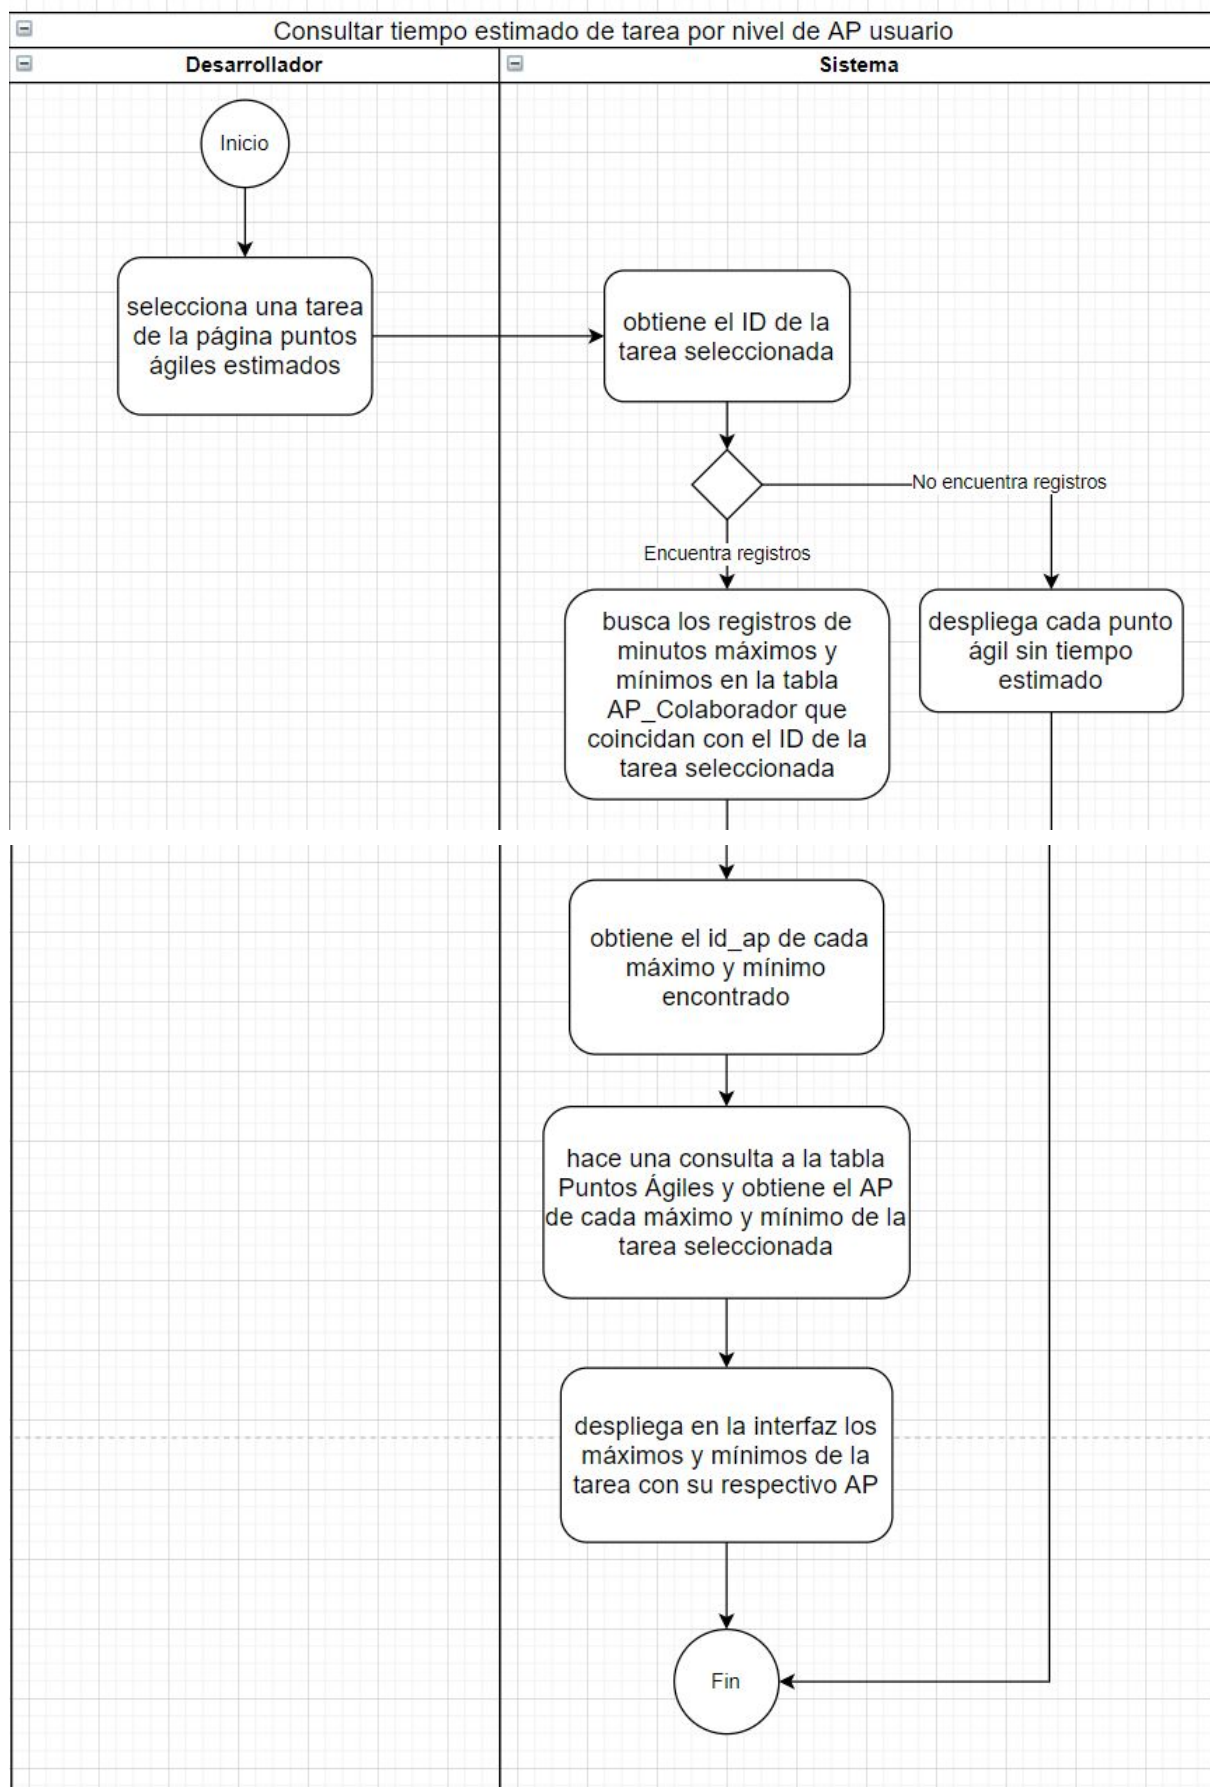 Consultar tiempo estimado de tarea por nivel de AP usuario
Desarrollador
Sistema
Inicio
selecciona una tarea
de la página puntos
ágiles estimados
obtiene el ID de la
tarea seleccionada
No encuentra registros
Encuentra registros
busca los registros de
minutos máximos y
mínimos en la tabla
AP_Colaborador que
coincidan con el ID de la
tarea seleccionada
despliega cada punto
ágil sin tiempo
estimado
obtiene el id_ap de cada
máximo y mínimo
encontrado
hace una consulta a la tabla
Puntos Ágiles y obtiene el AP
de cada máximo y mínimo de la
tarea seleccionada
despliega en la interfaz los
máximos y mínimos de la
tarea con su respectivo AP
Fin